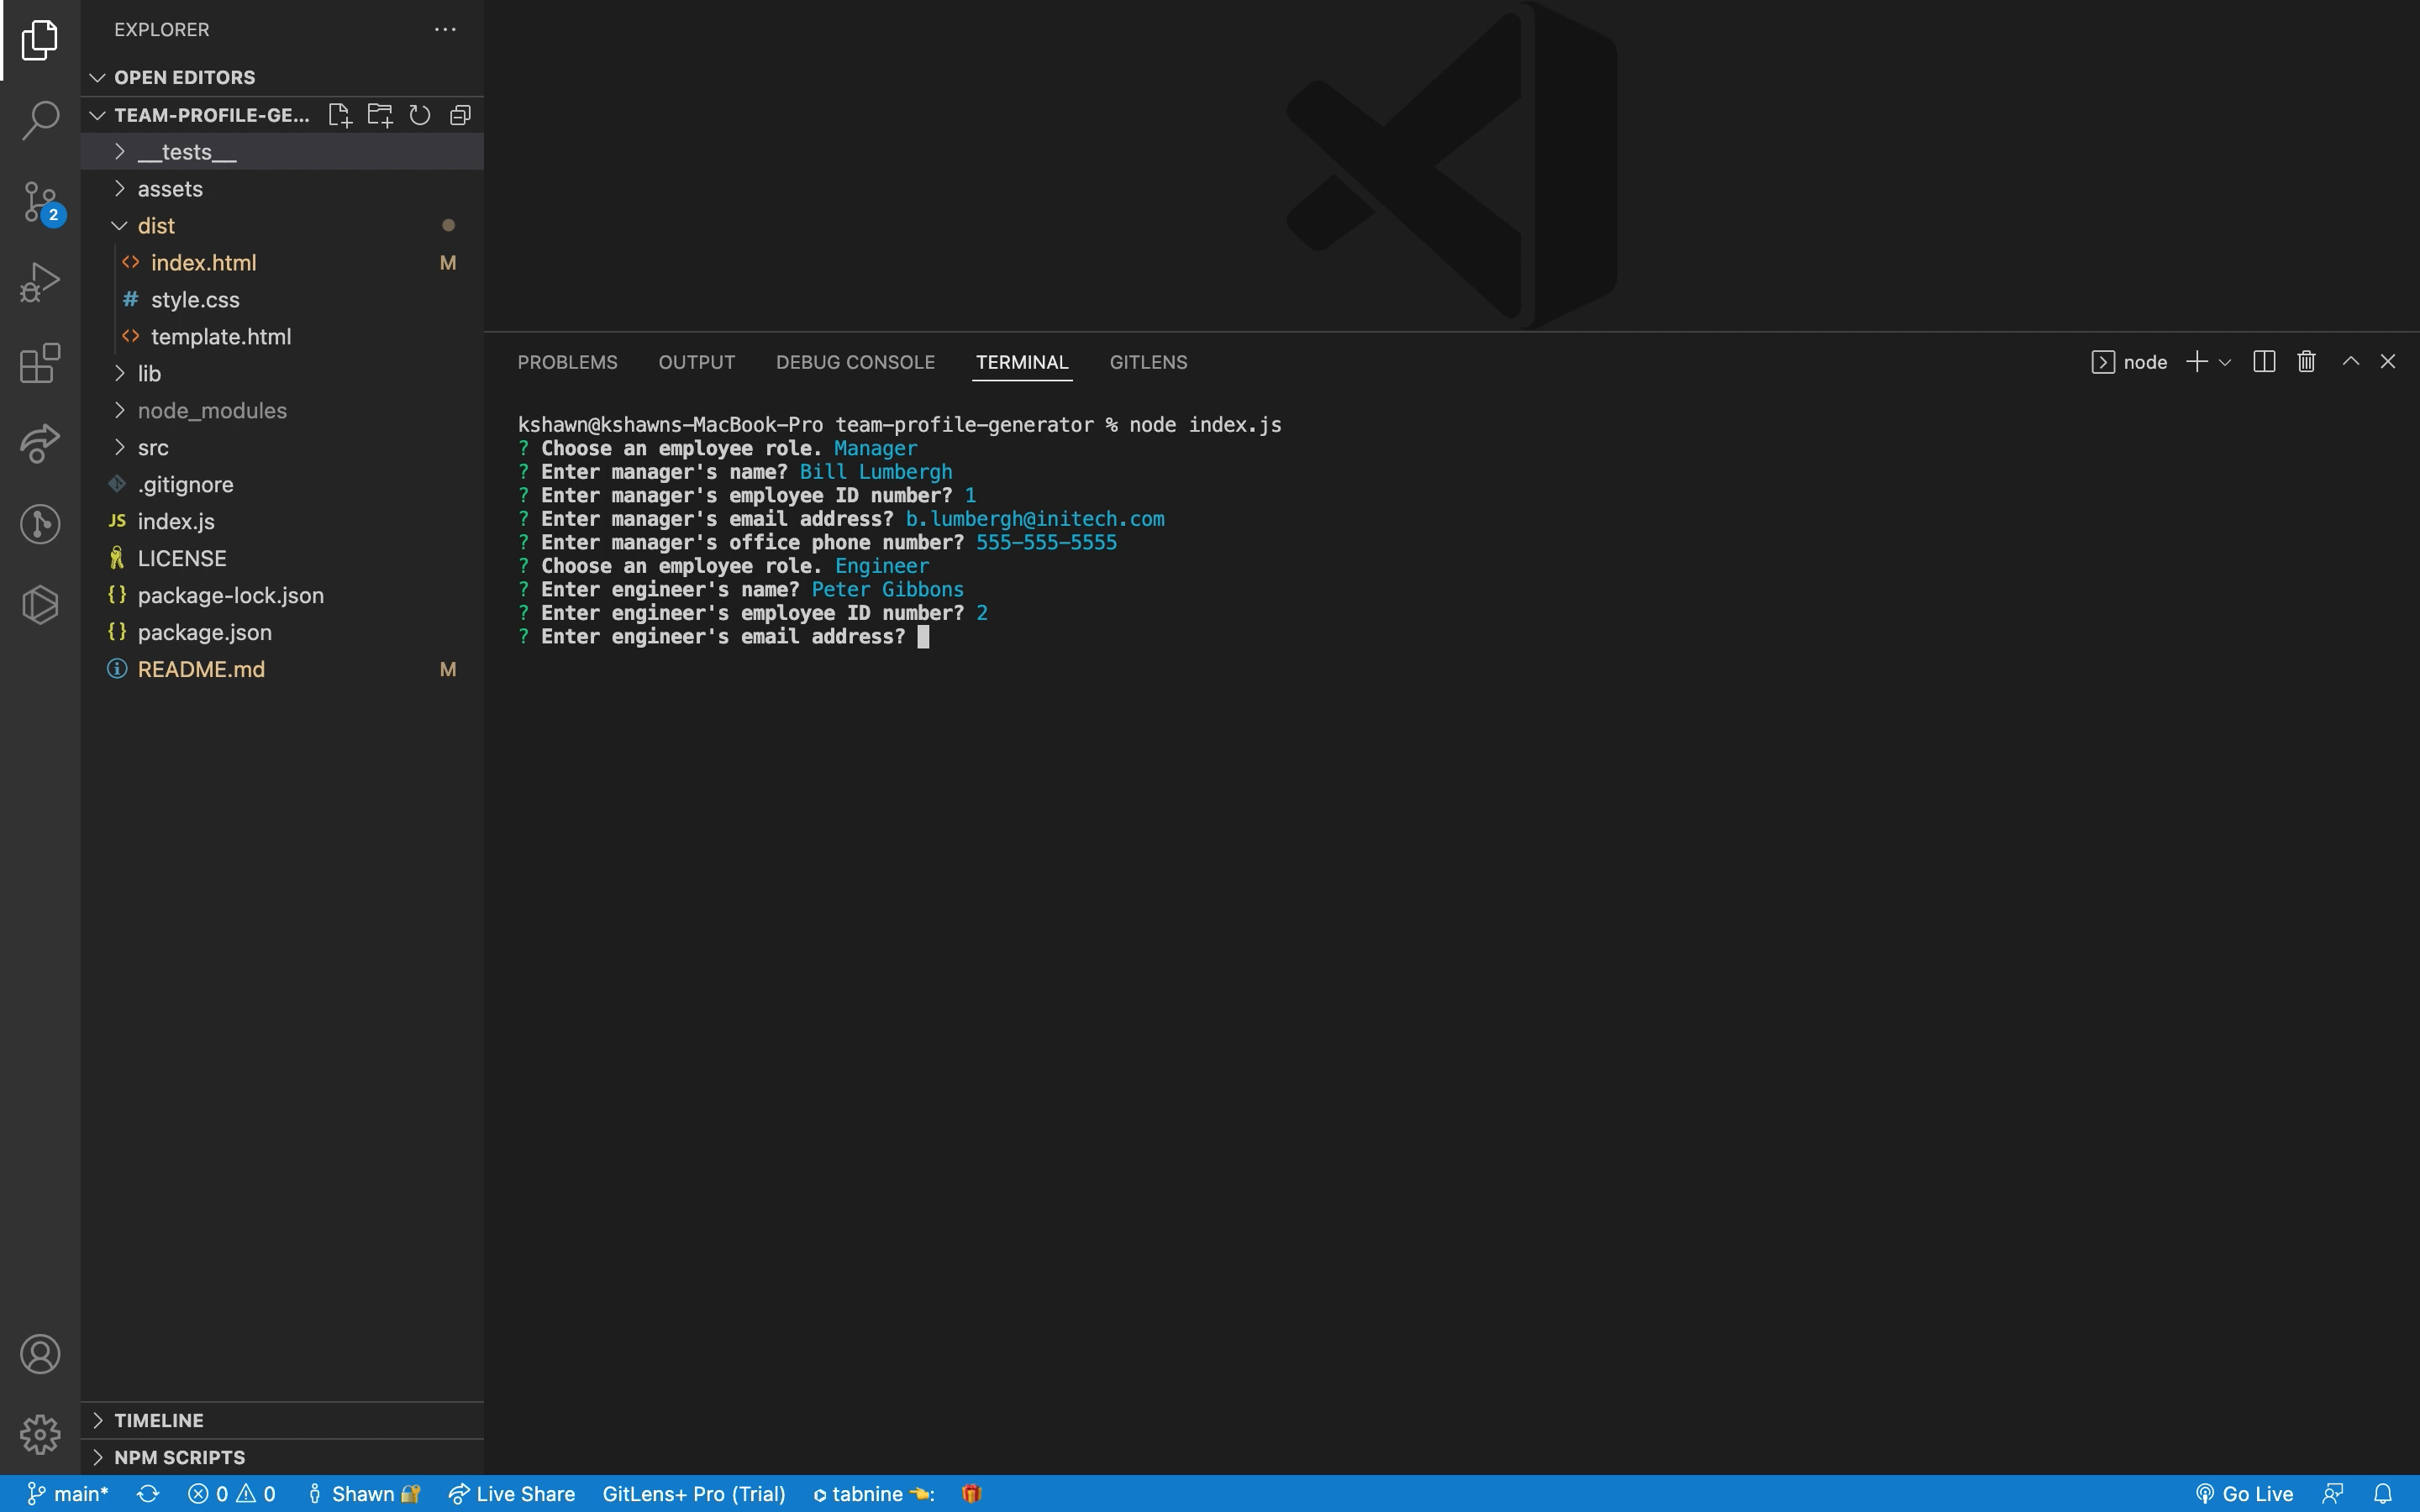 EXPLORER
OPEN EDITORS
TEAM-PROFILE-GE...
__tests__
assets
2
dist
index.html M
# style.css
template.html
lib
node_modules
src
.gitignore
JS index.js
LICENSE
{} package-lock.json
{} package.json
README.md M
TIMELINE
NPM SCRIPTS
PROBLEMS OUTPUT DEBUG CONSOLE TERMINAL GITLENS node
kshawn@kshawns-MacBook-Pro team-profile-generator % node index.js
? Choose an employee role. Manager
? Enter manager's name? Bill Lumbergh
? Enter manager's employee ID number? 1
? Enter manager's email address? b.lumbergh@initech.com
? Enter manager's office phone number? 555-555-5555
? Choose an employee role. Engineer
? Enter engineer's name? Peter Gibbons
? Enter engineer's employee ID number? 2
? Enter engineer's email address?
main* 0 0 Shawn 🔐 Live Share GitLens+ Pro (Trial) tabnine 👈: 🎁 Go Live